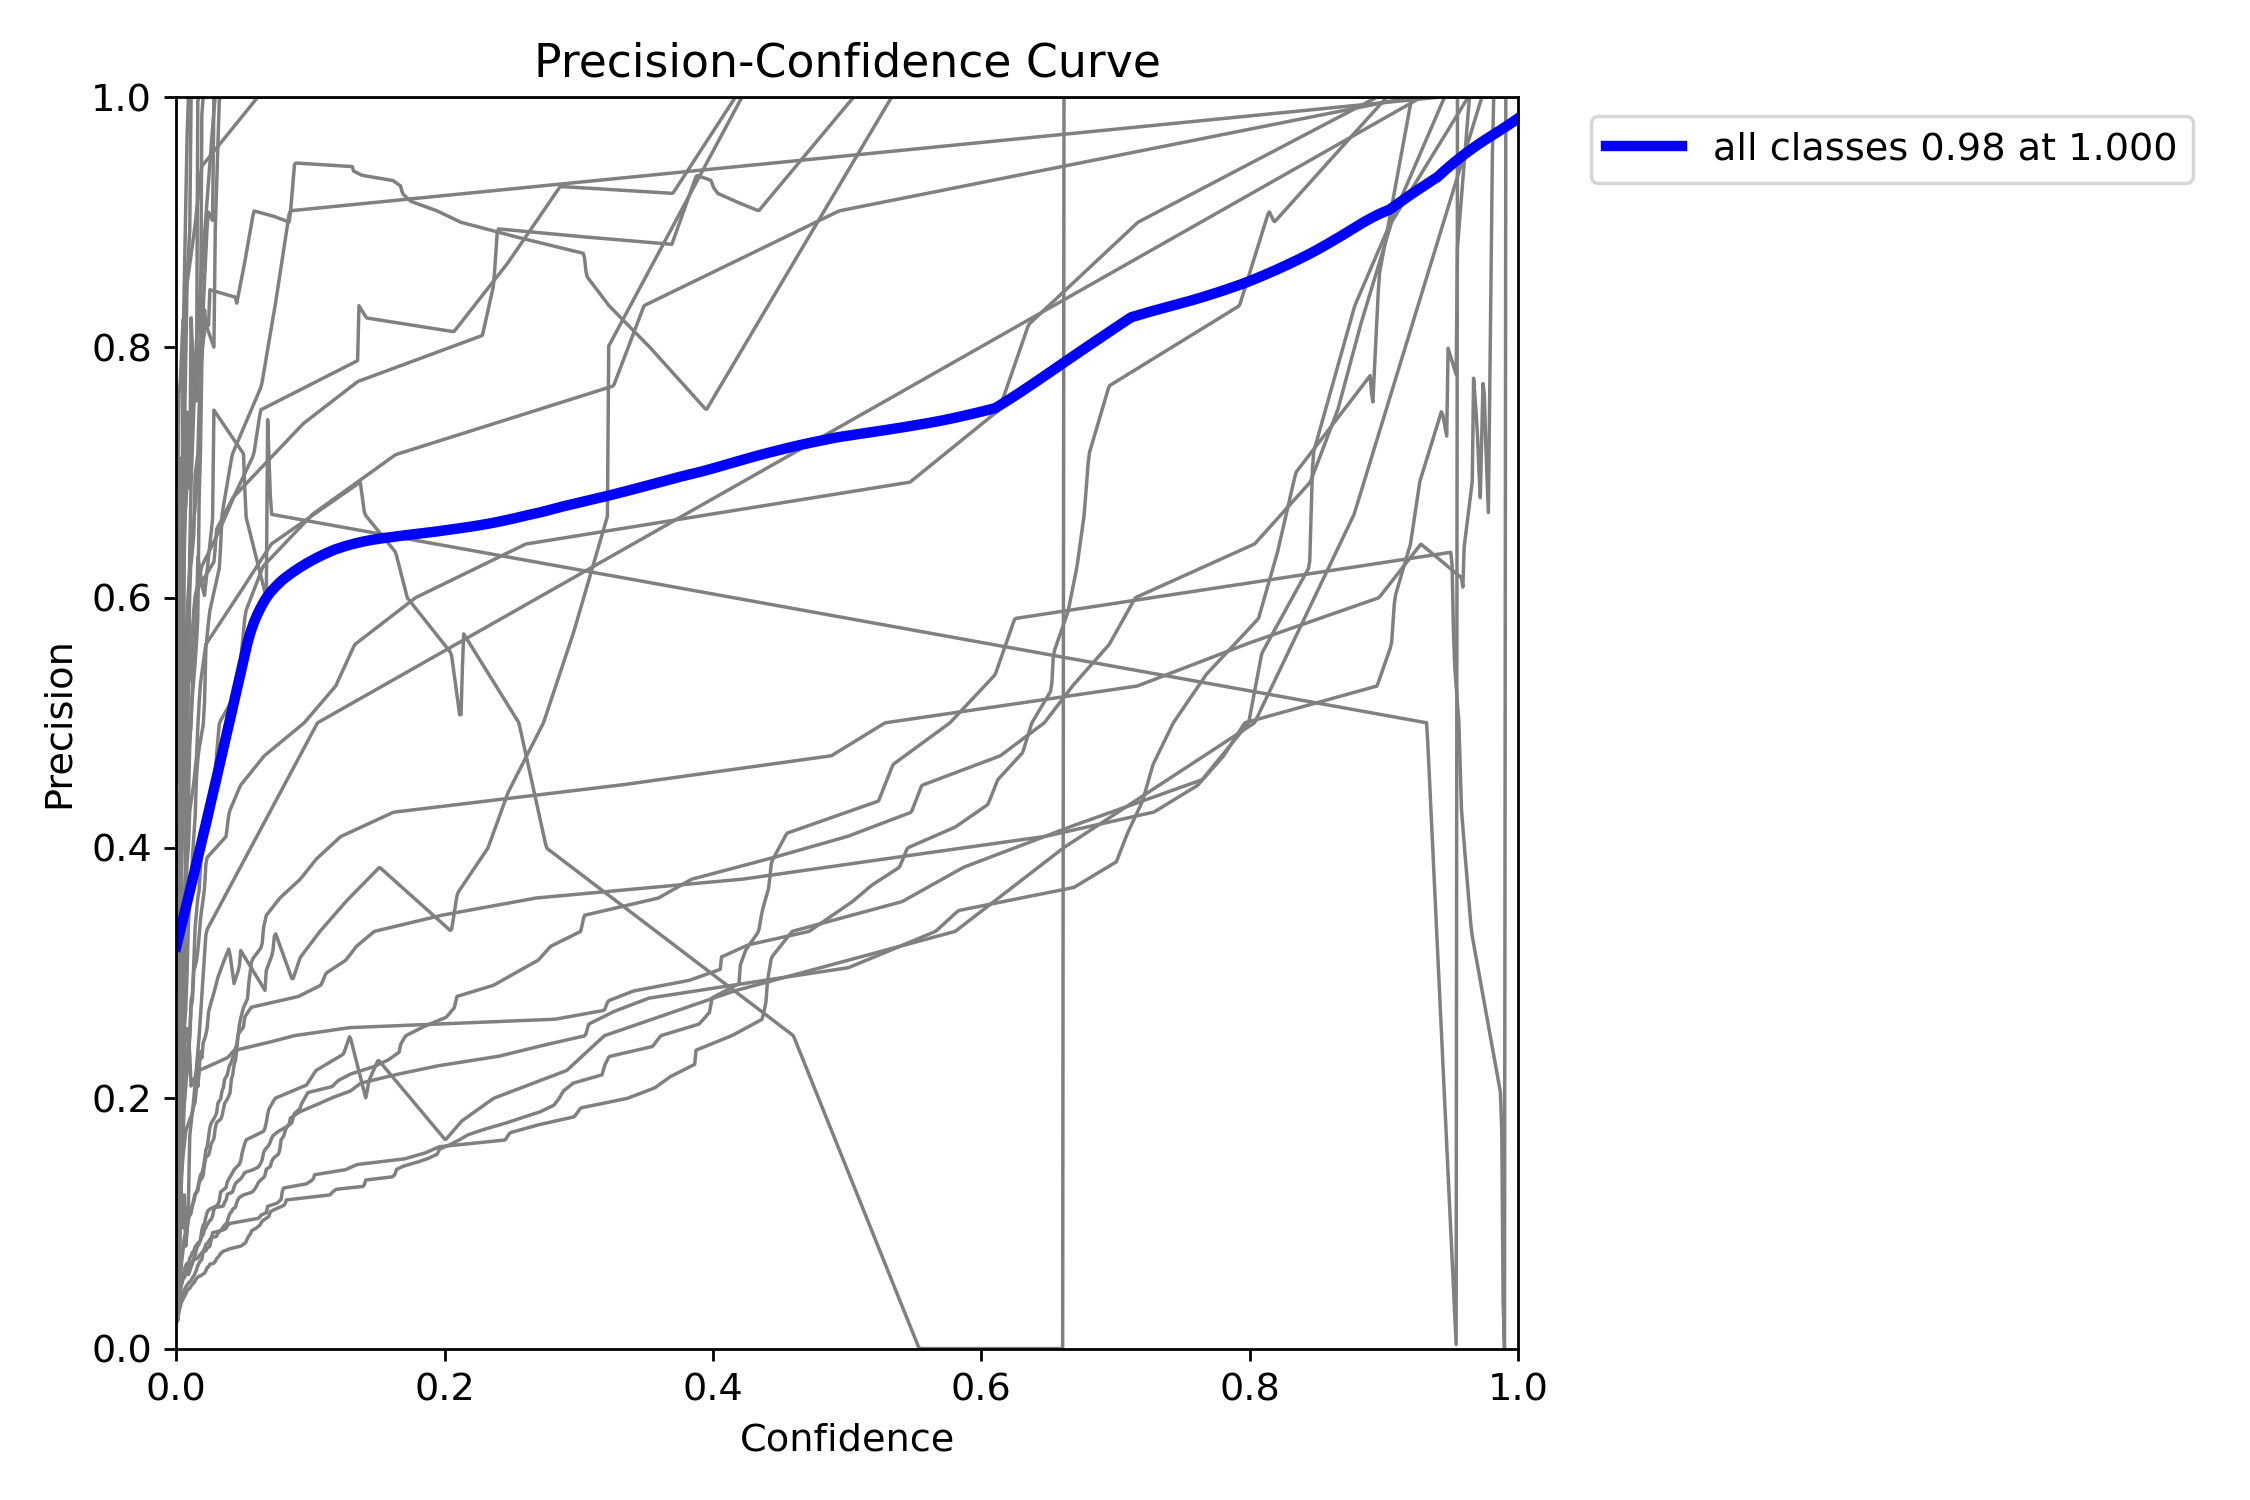 Precision-Confidence Curve
1.0
0.8
0.6
0.4
0.2
0.0
Precision
0.0 0.2 0.4 0.6 0.8 1.0
Confidence
all classes 0.98 at 1.000